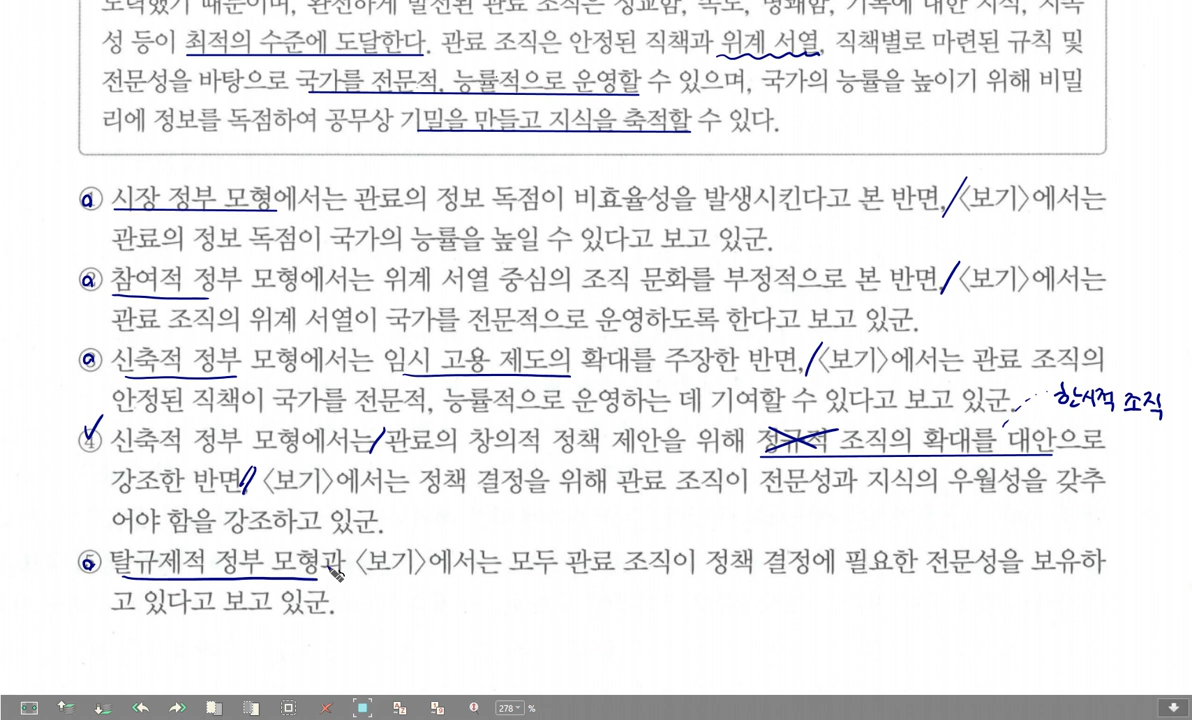 노력했기 때문이며, 완전하게 발전된 관료 조직은 정교함, 속도, 명쾌함, 기록에 대한 지식, 지속
성 등이 최적의 수준에 도달한다. 관료 조직은 안정된 직책과 위계 서열, 직책별로 마련된 규칙 및
전문성을 바탕으로 국가를 전문적, 능률적으로 운영할 수 있으며, 국가의 능률을 높이기 위해 비밀
리에 정보를 독점하여 공무상 기밀을 만들고 지식을 축적할 수 있다.
① 시장 정부 모형에서는 관료의 정보 독점이 비효율성을 발생시킨다고 본 반면, 〈보기〉에서는
관료의 정보 독점이 국가의 능률을 높일 수 있다고 보고 있군.
② 참여적 정부 모형에서는 위계 서열 중심의 조직 문화를 부정적으로 본 반면, 〈보기〉에서는
관료 조직의 위계 서열이 국가를 전문적으로 운영하도록 한다고 보고 있군.
③ 신축적 정부 모형에서는 임시 고용 제도의 확대를 주장한 반면, 〈보기〉에서는 관료 조직의
안정된 직책이 국가를 전문적, 능률적으로 운영하는 데 기여할 수 있다고 보고 있군.
한시적 조직
④ 신축적 정부 모형에서는 관료의 창의적 정책 제안을 위해 정규적 조직의 확대를 대안으로
강조한 반면, 〈보기〉에서는 정책 결정을 위해 관료 조직이 전문성과 지식의 우월성을 갖추
어야 함을 강조하고 있군.
⑤ 탈규제적 정부 모형과 〈보기〉에서는 모두 관료 조직이 정책 결정에 필요한 전문성을 보유하
고 있다고 보고 있군.
278 %